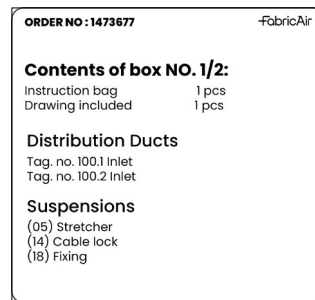 ORDER NO : 1473677 FabricAir
Contents of box NO. 1/2:
Instruction bag 1 pcs
Drawing included 1 pcs
Distribution Ducts
Tag. no. 100.1 Inlet
Tag. no. 100.2 Inlet
Suspensions
(05) Stretcher
(14) Cable lock
(18) Fixing